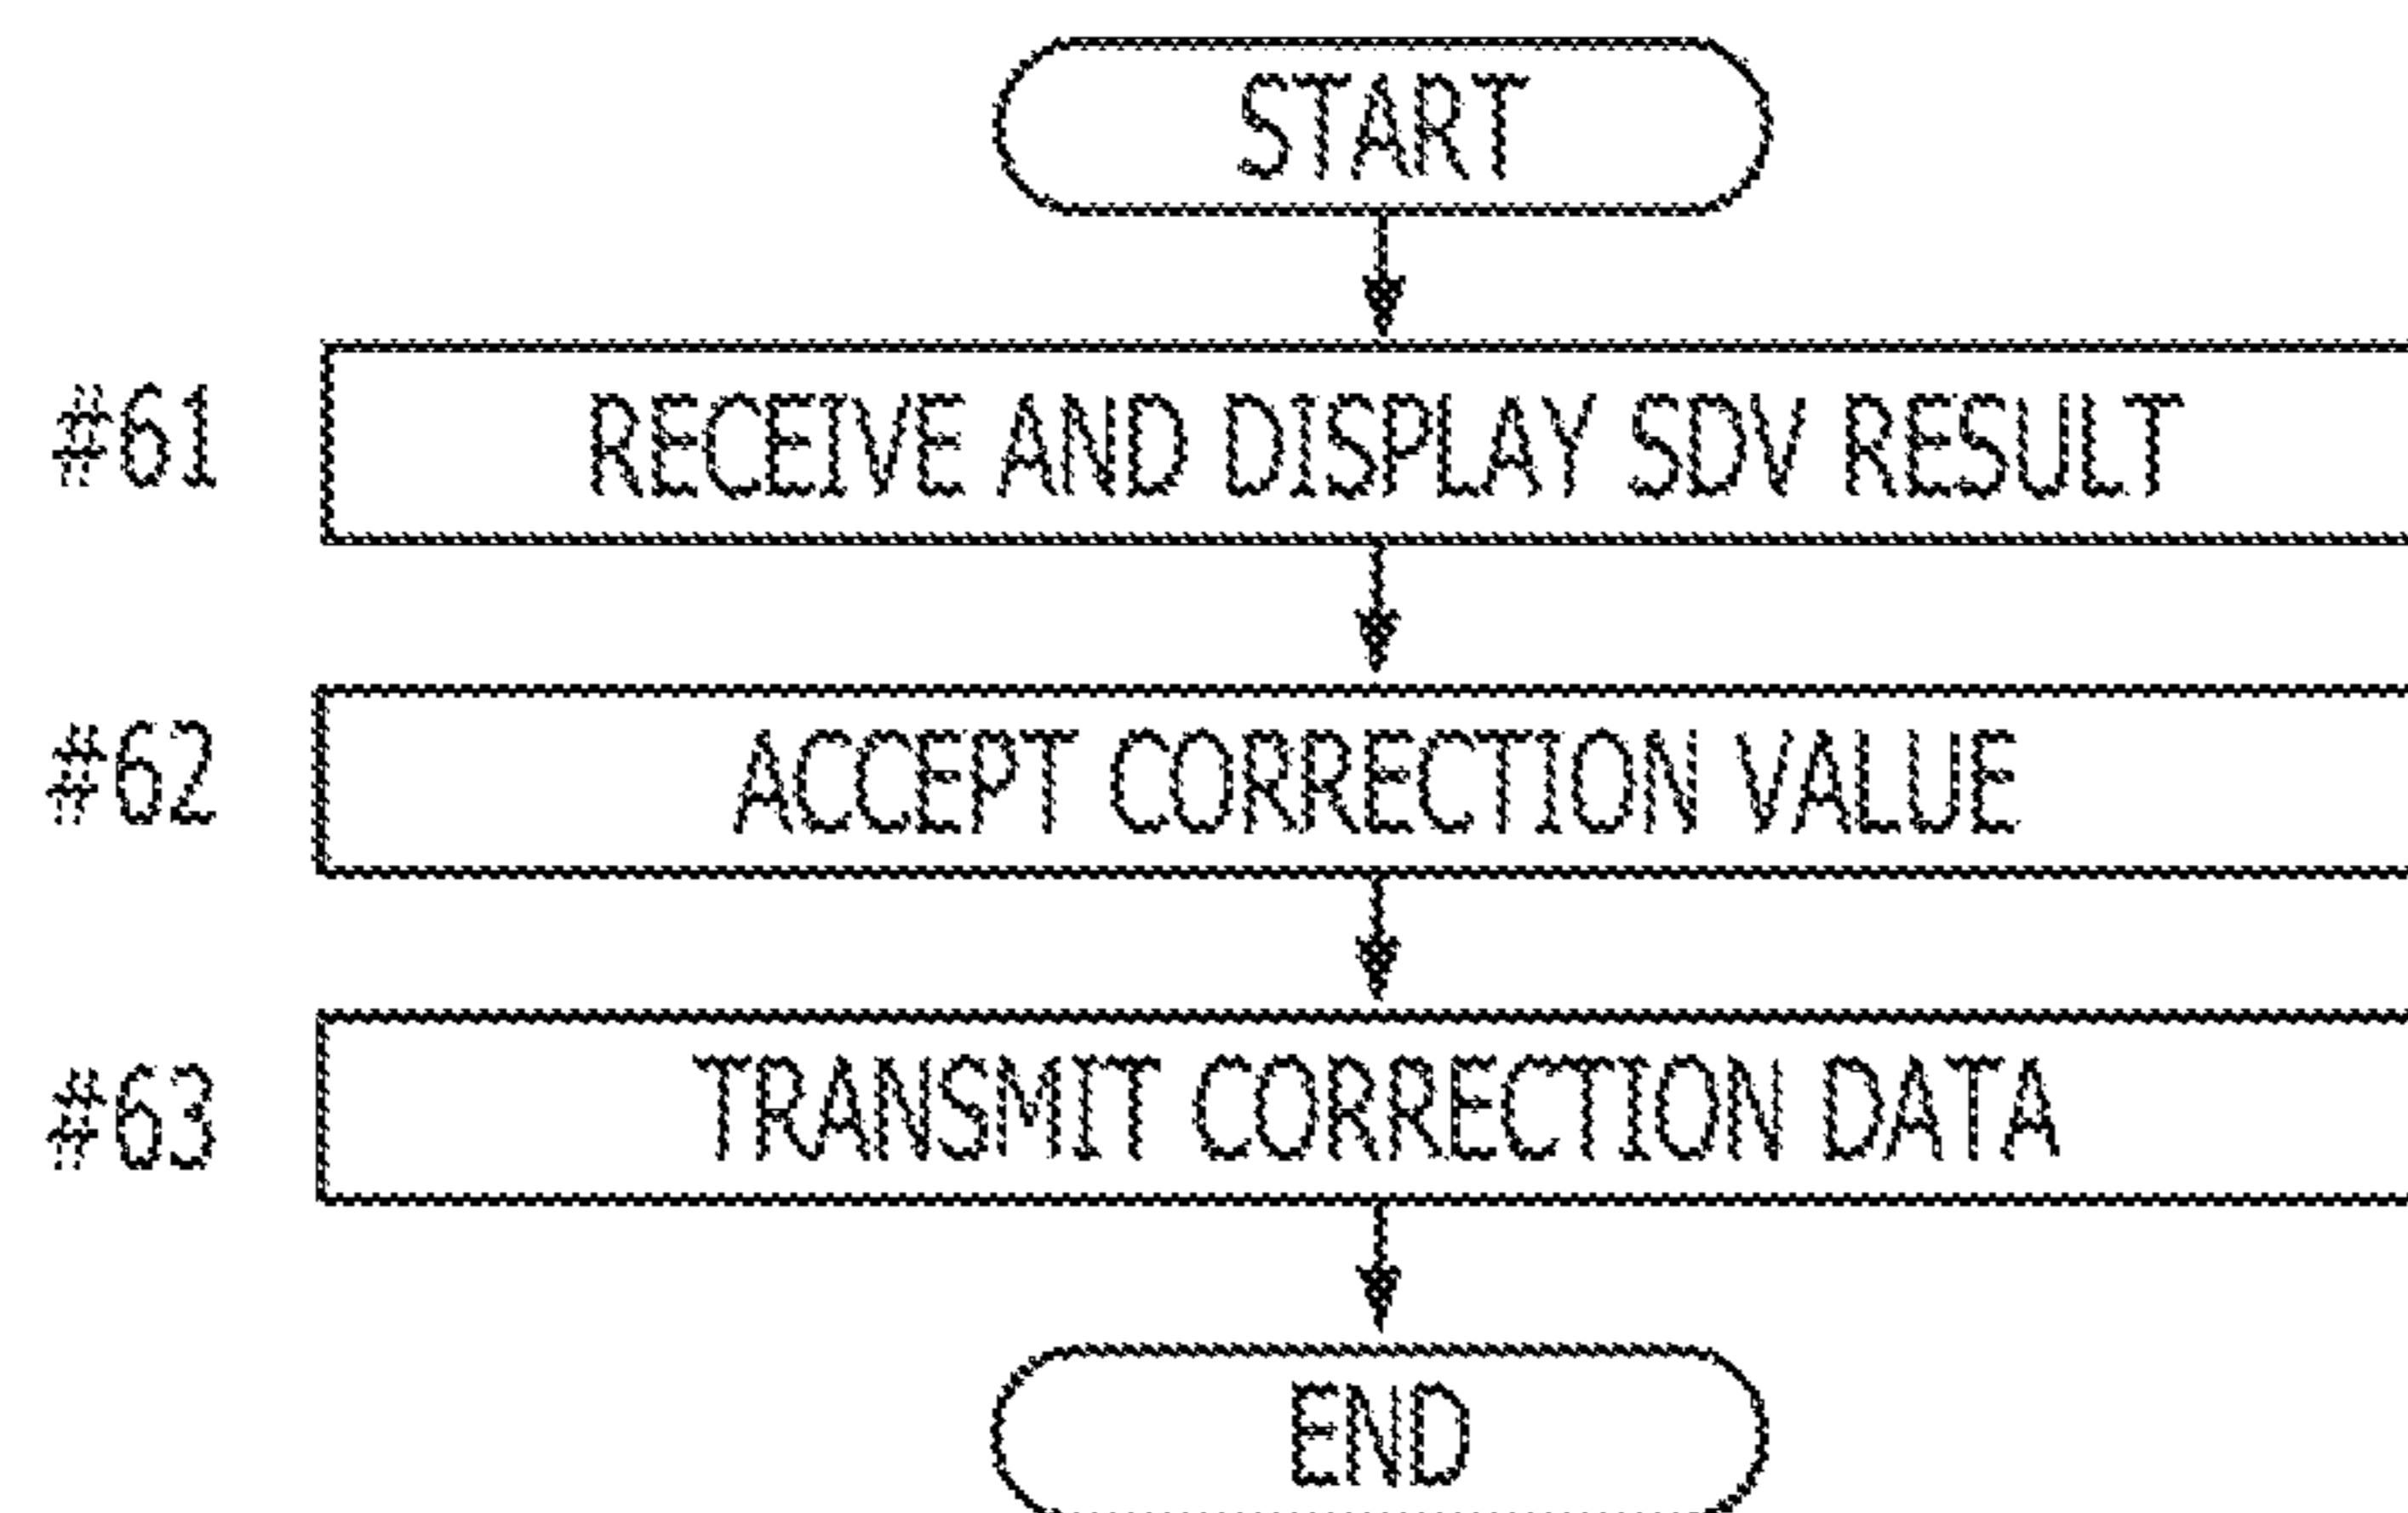 START
#61 RECEIVE AND DISPLAY SDV RESULT
#62 ACCEPT CORRECTION VALUE
#63 TRANSMIT CORRECTION DATA
END